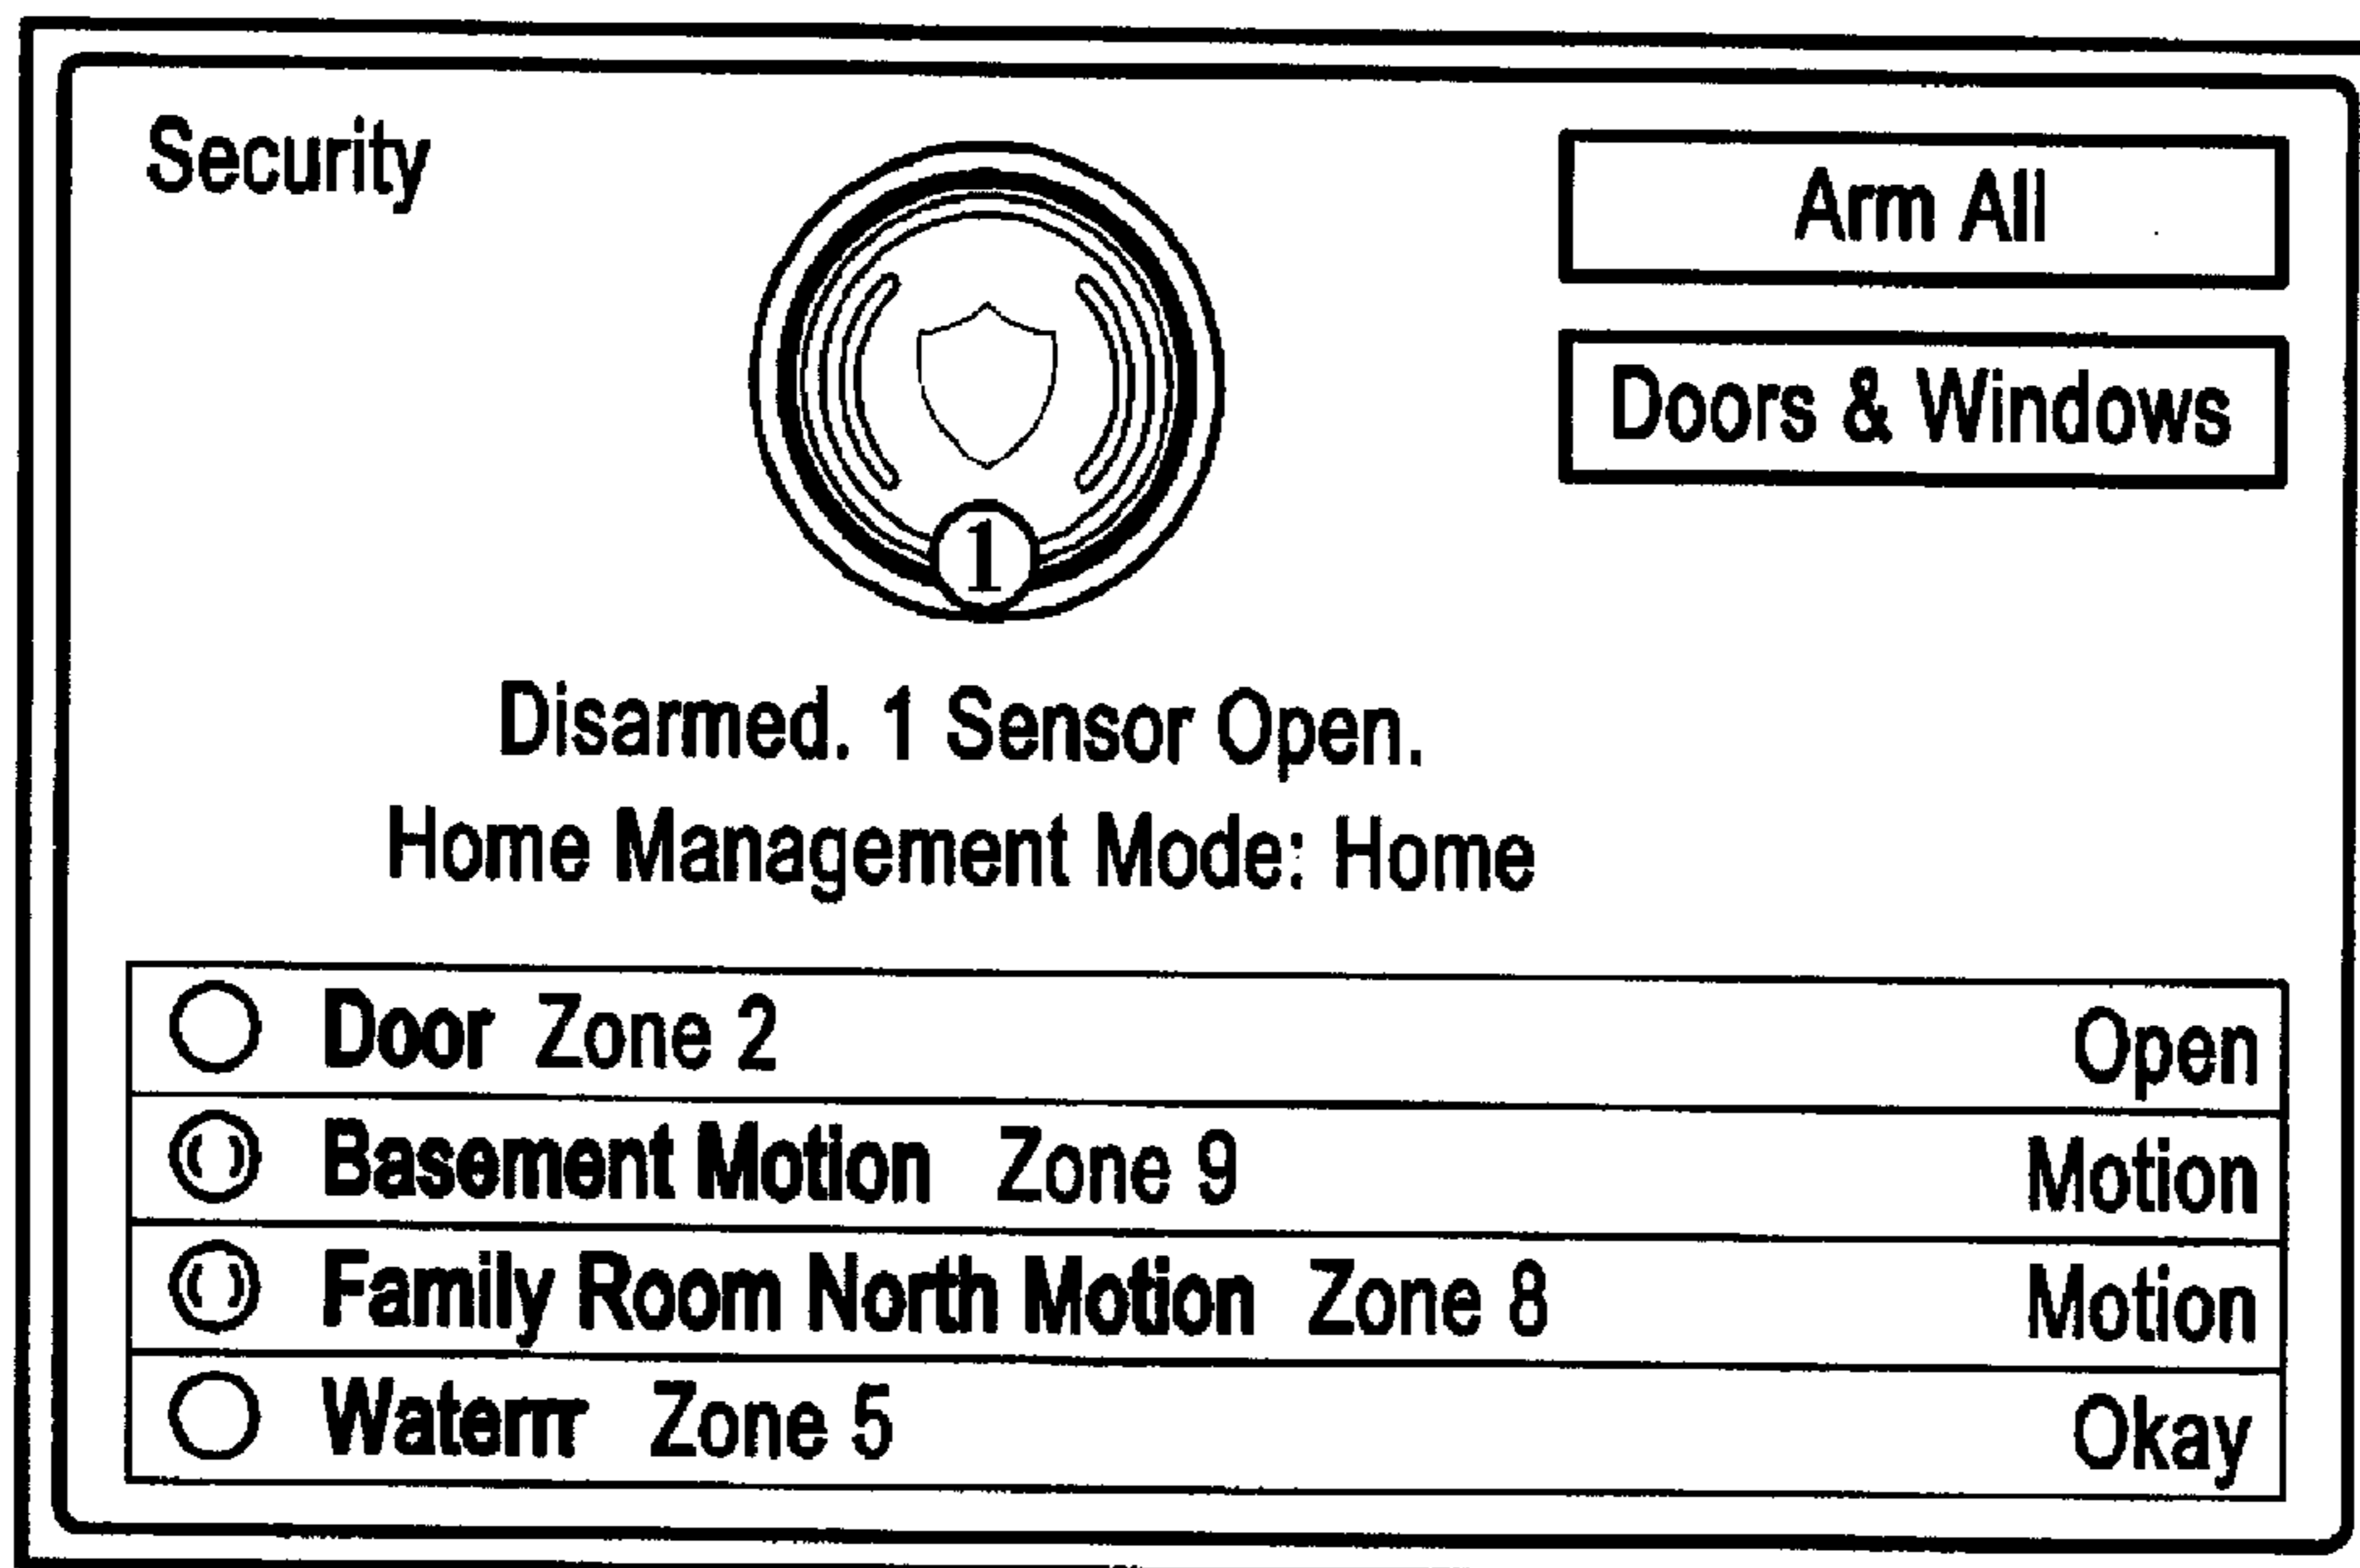 Security
Arm All
Doors & Windows
1
Disarmed. 1 Sensor Open.
Home Management Mode: Home
Door Zone 2 Open
Basement Motion Zone 9 Motion
Family Room North Motion Zone 8 Motion
Waterrr Zone 5 Okay